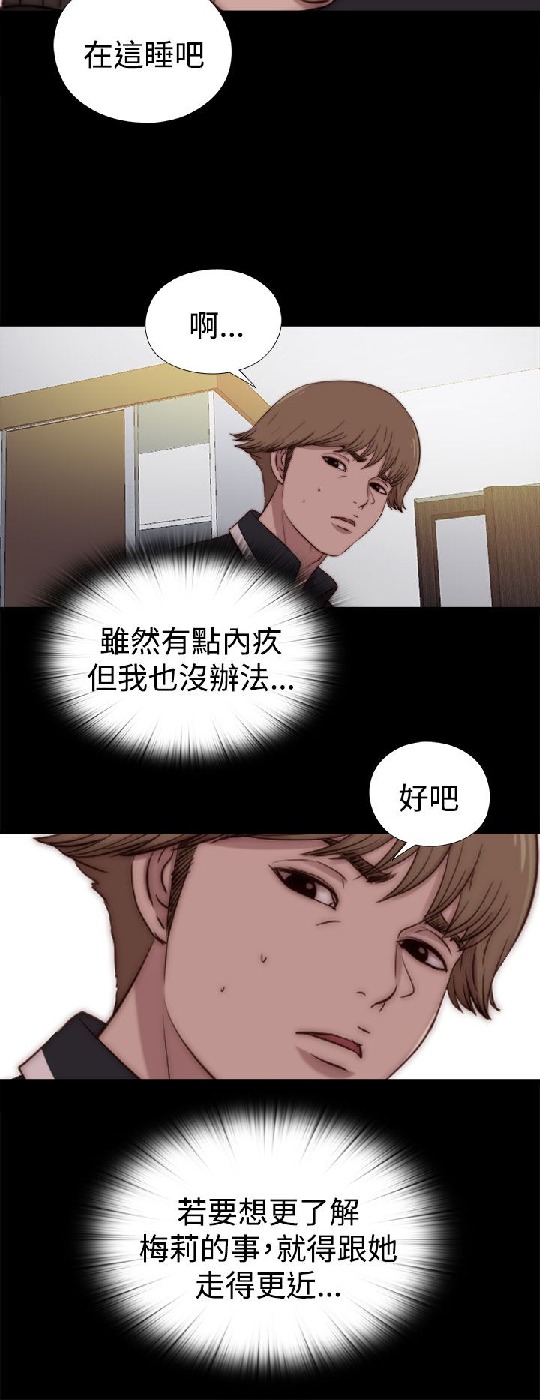 在這睡吧
啊...
雖然有點內疚
但我也沒辦法...
好吧
若要想更了解
梅莉的事,就得跟她
走得更近...